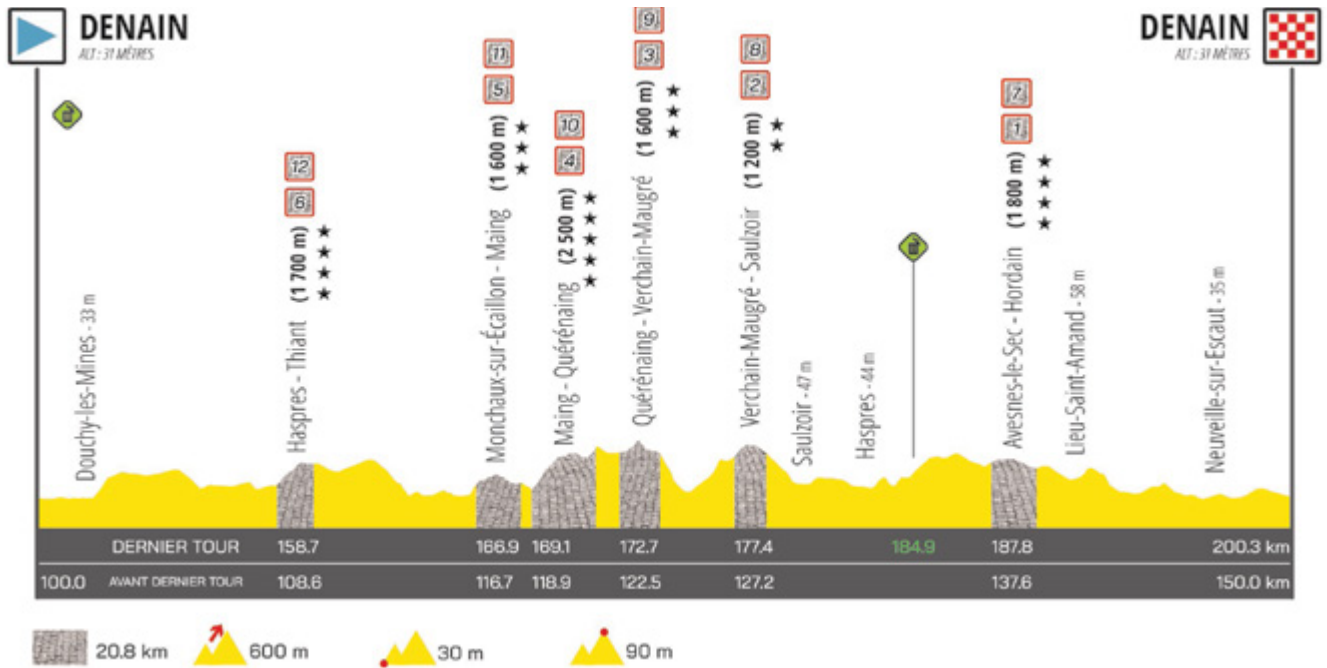 DENAIN
ALT : 31 MÈTRES
DENAIN
ALT : 31 MÈTRES
Douchy-les-Mines - 33 m
12
6
Haspres - Thiant (1 700 m)
★★★★
11
5
Monchaux-sur-Écaillon - Maing (1 600 m)
★★★
10
4
Maing - Quérénaing (2 500 m)
★★★★★
9
3
Quérénaing - Verchain-Maugré (1 600 m)
★★★
8
2
Verchain-Maugré - Saulzoir (1 200 m)
★★
Saulzoir - 47 m
Haspres - 44 m
7
1
Avesnes-le-Sec - Hordain (1 800 m)
★★★★
Lieu-Saint-Amand - 58 m
Neuville-sur-Escaut - 35 m
DERNIER TOUR 158.7 166.9 169.1 172.7 177.4 184.9 187.8 200.3 km
100.0 AVANT DERNIER TOUR 108.6 116.7 118.9 122.5 127.2 137.6 150.0 km
20.8 km 600 m 30 m 90 m